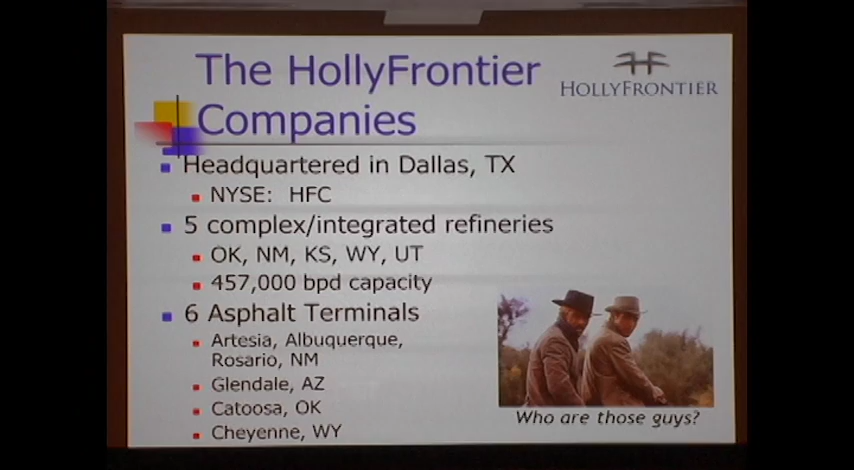 The HollyFrontier
Companies
HF
HOLLYFRONTIER
Headquartered in Dallas, TX
NYSE: HFC
5 complex/integrated refineries
OK, NM, KS, WY, UT
457,000 bpd capacity
6 Asphalt Terminals
Artesia, Albuquerque,
Rosario, NM
Glendale, AZ
Catoosa, OK
Cheyenne, WY
Who are those guys?